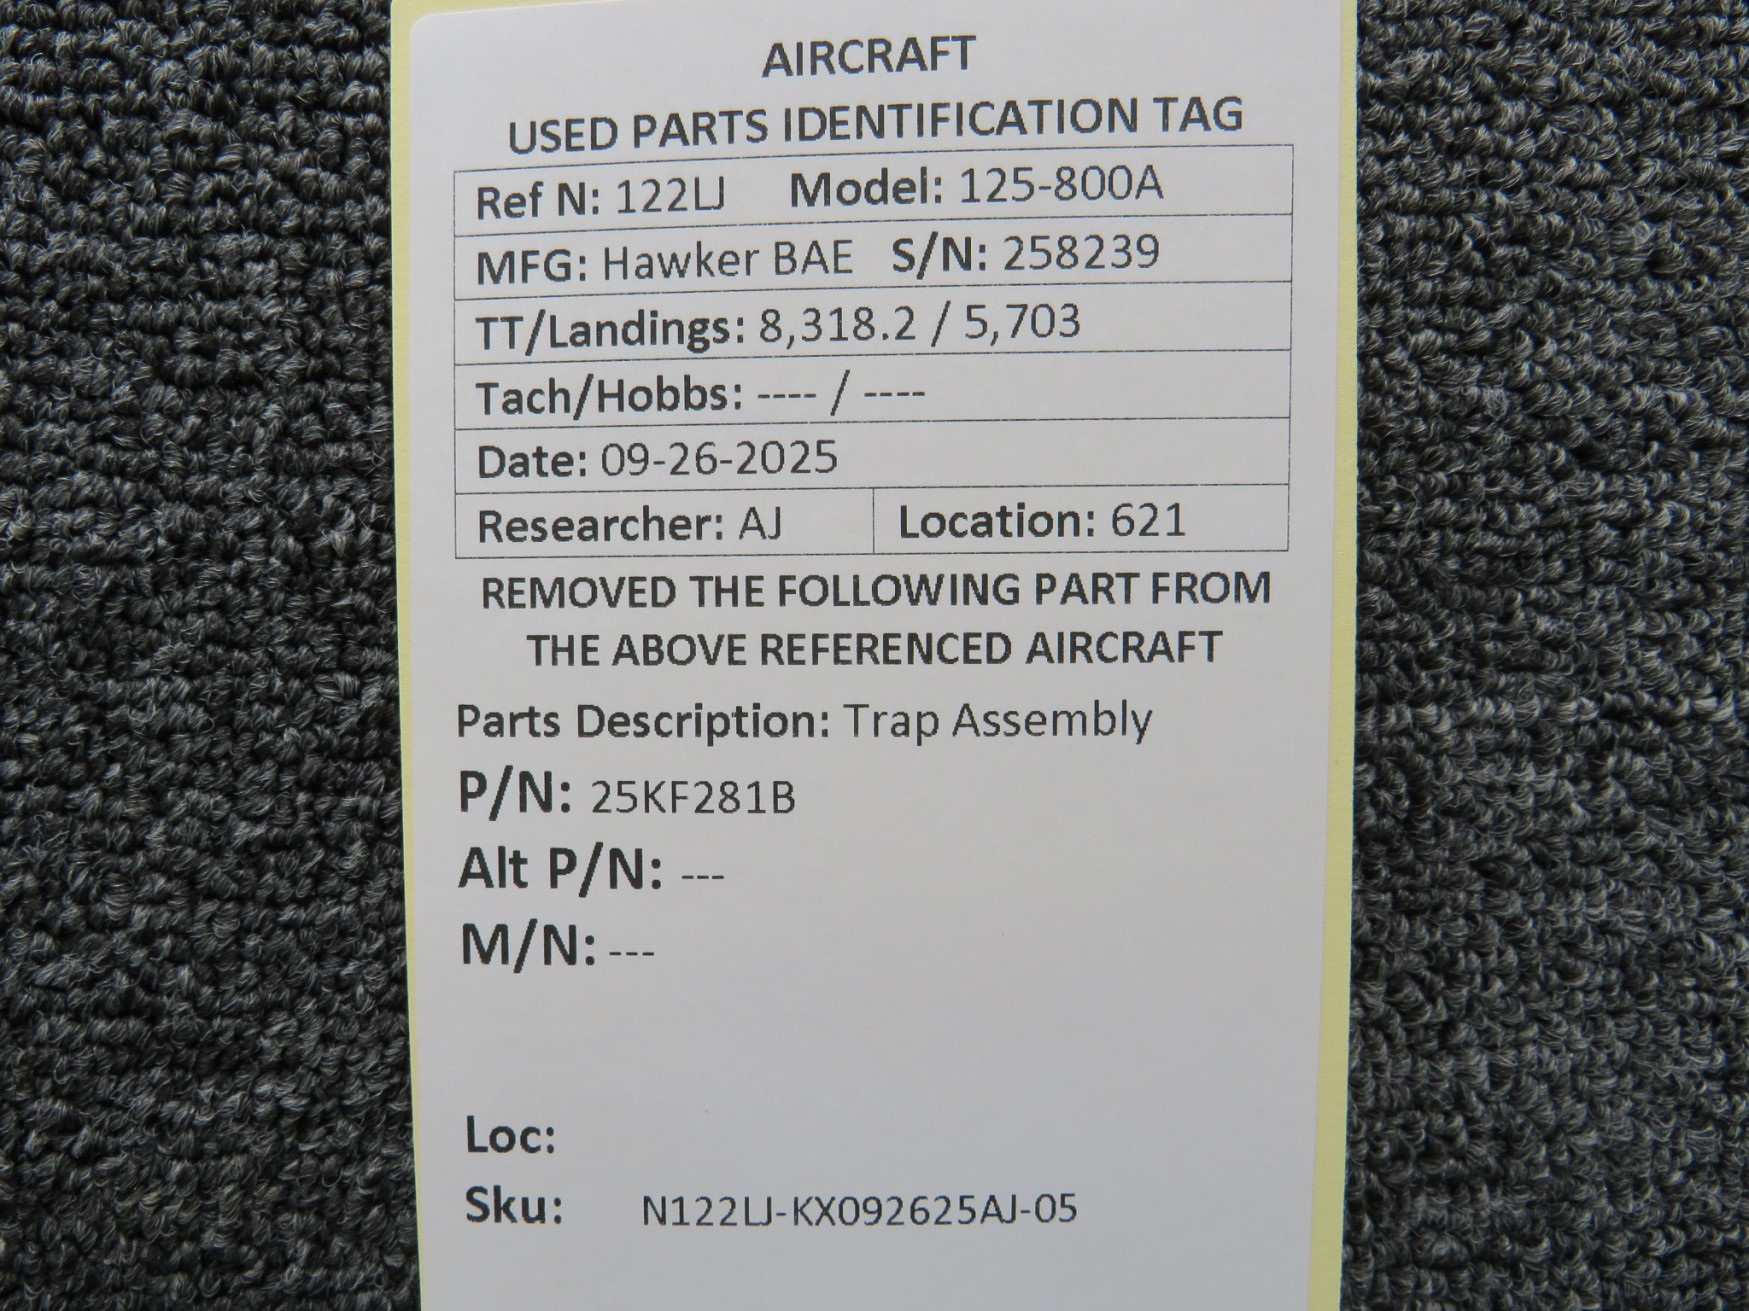 AIRCRAFT
USED PARTS IDENTIFICATION TAG
Ref N: 122LJ Model: 125-800A
MFG: Hawker BAE S/N: 258239
TT/Landings: 8,318.2 / 5,703
Tach/Hobbs: ---- / ----
Date: 09-26-2025
Researcher: AJ Location: 621
REMOVED THE FOLLOWING PART FROM
THE ABOVE REFERENCED AIRCRAFT
Parts Description: Trap Assembly
P/N: 25KF281B
Alt P/N: ---
M/N: ---
Loc:
Sku: N122LJ-KX092625AJ-05